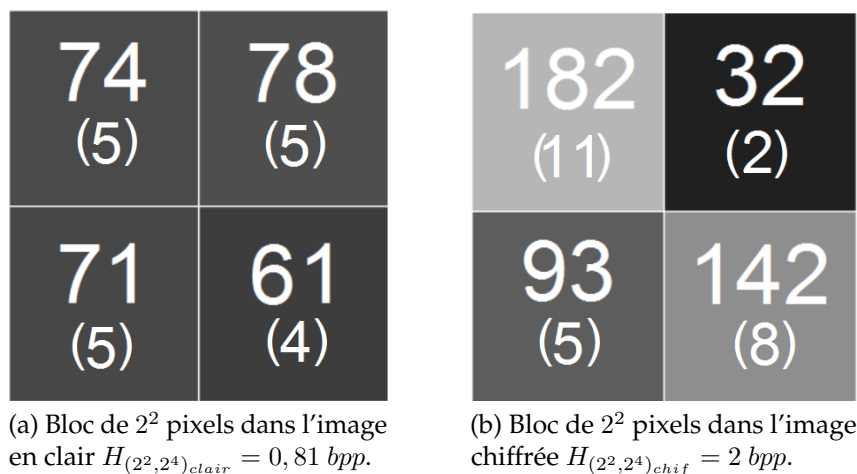 74 78 182 32
(5) (5) (11) (2)
71 61 93 142
(5) (4) (5) (8)
(a) Bloc de 2² pixels dans l'image
en clair H_{(2²,2⁴)_{clair}} = 0, 81 bpp.
(b) Bloc de 2² pixels dans l'image
chiffrée H_{(2²,2⁴)_{chif}} = 2 bpp.